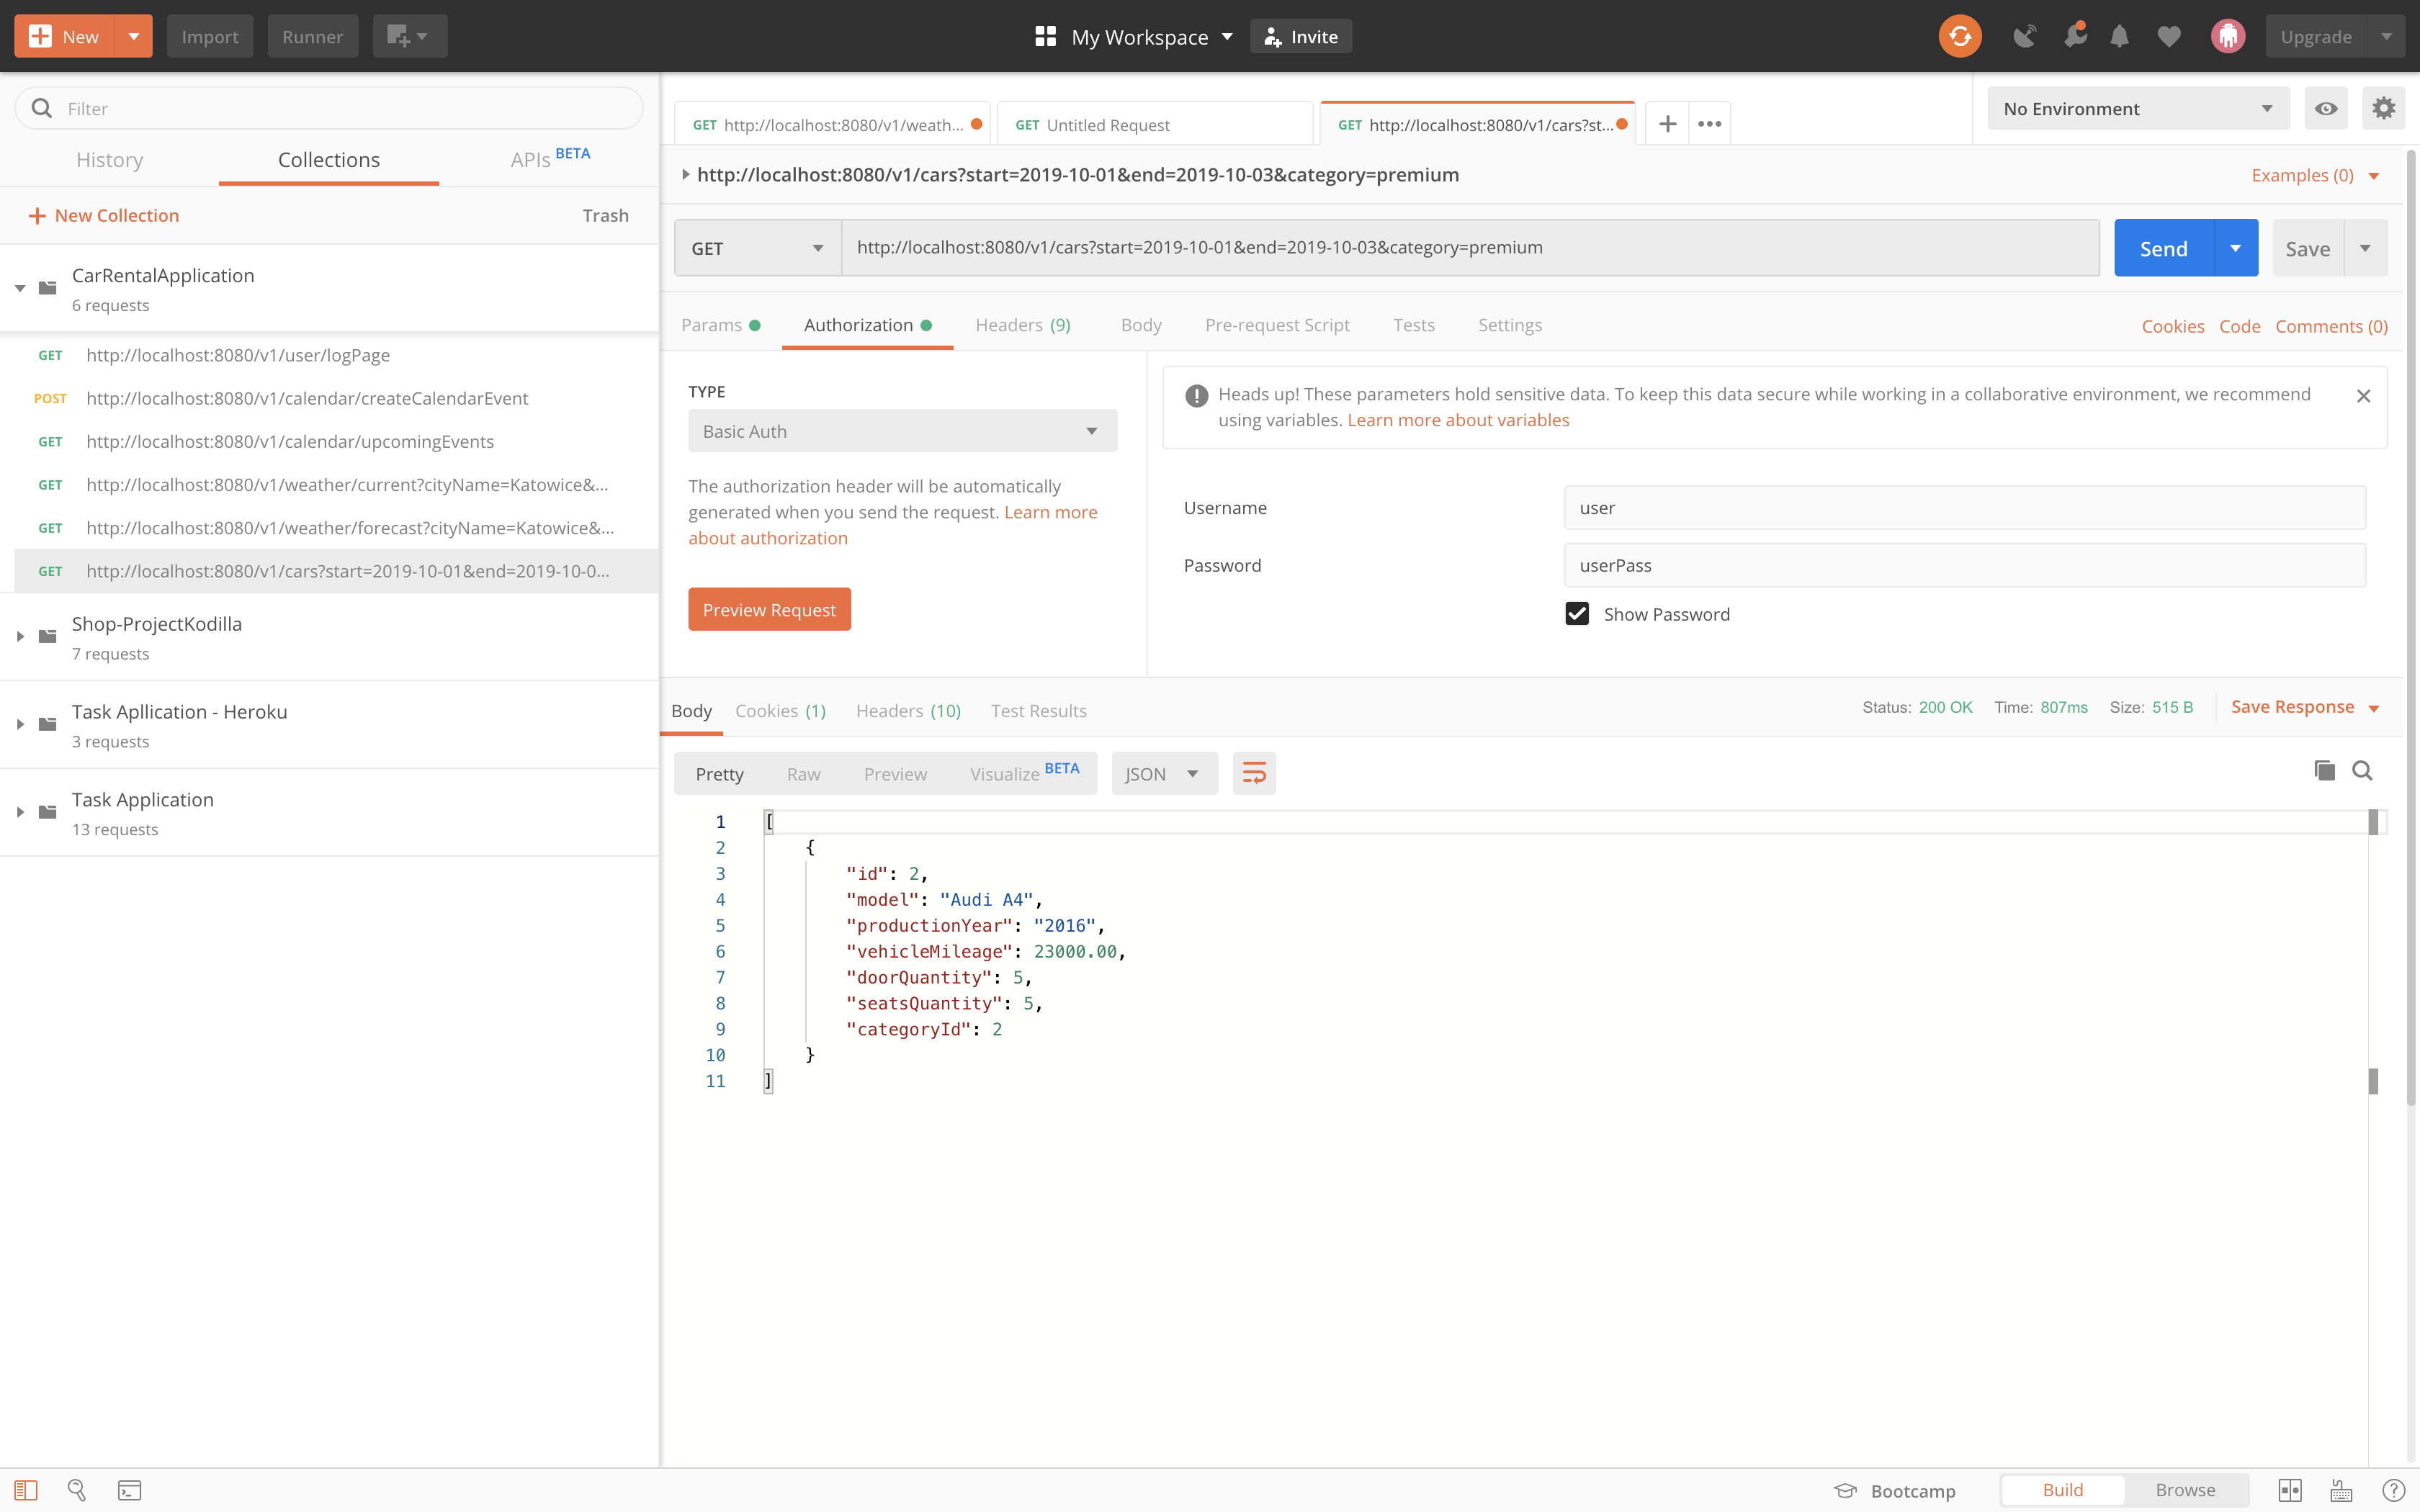 New
Import
Runner
My Workspace
Invite
Upgrade
Filter
History
Collections
APIs BETA
New Collection
Trash
CarRentalApplication
6 requests
GET http://localhost:8080/v1/user/logPage
POST http://localhost:8080/v1/calendar/createCalendarEvent
GET http://localhost:8080/v1/calendar/upcomingEvents
GET http://localhost:8080/v1/weather/current?cityName=Katowice&...
GET http://localhost:8080/v1/weather/forecast?cityName=Katowice&...
GET http://localhost:8080/v1/cars?start=2019-10-01&end=2019-10-0...
Shop-ProjectKodilla
7 requests
Task Apllication - Heroku
3 requests
Task Application
13 requests
GET http://localhost:8080/v1/weath...
GET Untitled Request
GET http://localhost:8080/v1/cars?st...
No Environment
http://localhost:8080/v1/cars?start=2019-10-01&end=2019-10-03&category=premium
Examples (0)
GET
http://localhost:8080/v1/cars?start=2019-10-01&end=2019-10-03&category=premium
Send
Save
Params
Authorization
Headers (9)
Body
Pre-request Script
Tests
Settings
Cookies Code Comments (0)
TYPE
Basic Auth
The authorization header will be automatically
generated when you send the request. Learn more
about authorization
Preview Request
Heads up! These parameters hold sensitive data. To keep this data secure while working in a collaborative environment, we recommend
using variables. Learn more about variables
Username
user
Password
userPass
Show Password
Body
Cookies (1)
Headers (10)
Test Results
Status: 200 OK
Time: 807ms
Size: 515 B
Save Response
Pretty
Raw
Preview
Visualize BETA
JSON
1 [
2 {
3 "id": 2,
4 "model": "Audi A4",
5 "productionYear": "2016",
6 "vehicleMileage": 23000.00,
7 "doorQuantity": 5,
8 "seatsQuantity": 5,
9 "categoryId": 2
10 }
11 ]
Bootcamp
Build
Browse